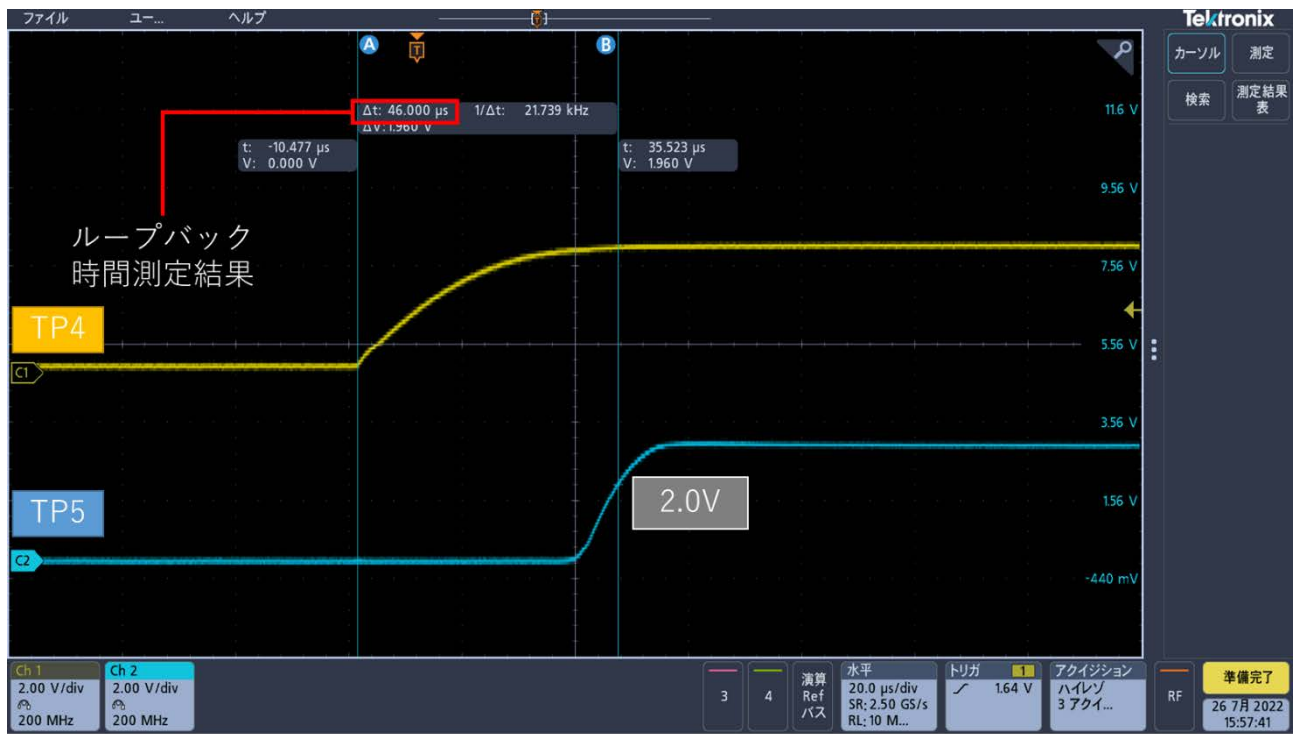 ファイル ユー... ヘルプ
Tektronix
A T B
カーソル 測定
検索 測定結果表
Δt: 46.000 µs 1/Δt: 21.739 kHz
ΔV: 1.960 V
t: -10.477 µs
V: 0.000 V
t: 35.523 µs
V: 1.960 V
11.6 V
9.56 V
7.56 V
5.56 V
3.56 V
1.56 V
-440 mV
ループバック
時間測定結果
TP4
C1
2.0V
TP5
C2
Ch 1
2.00 V/div
200 MHz
Ch 2
2.00 V/div
200 MHz
3
4
演算
Ref
バス
水平
20.0 µs/div
SR: 2.50 GS/s
RL: 10 M...
トリガ 1
1.64 V
アクイジション
ハイレゾ
3 アクイ...
RF
準備完了
26 7月 2022
15:57:41